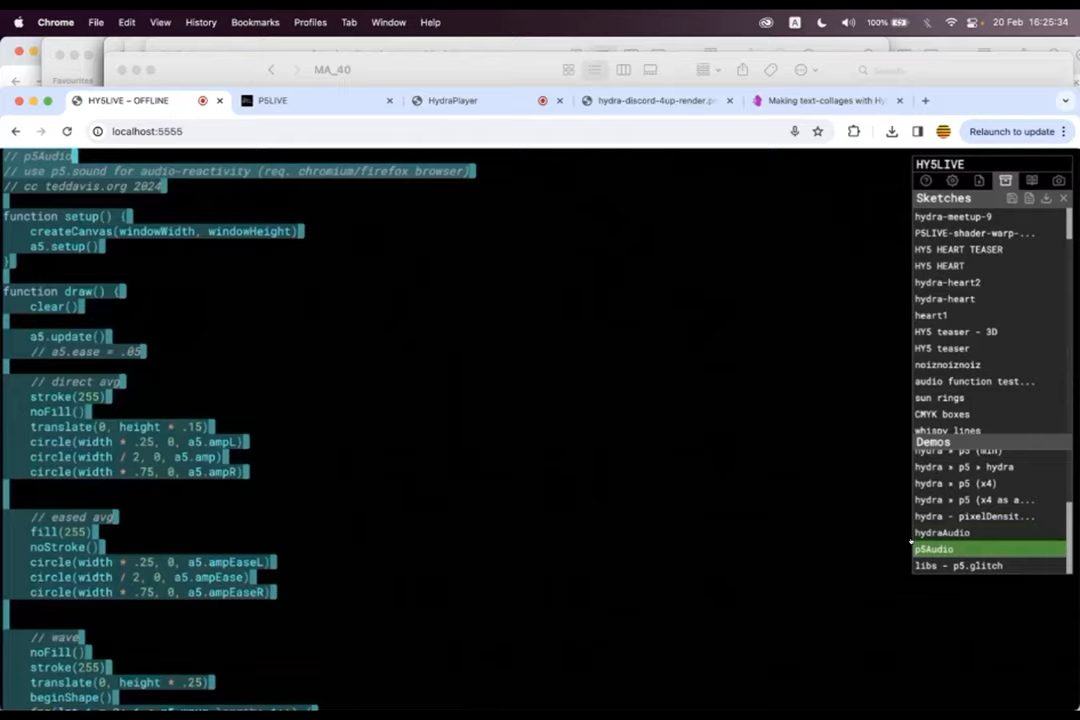 Chrome File Edit View History Bookmarks Profiles Tab Window Help A 100% 20 Feb 16:25:34
MA_40
Favourites
HY5LIVE – OFFLINE P5LIVE HydraPlayer hydra-discord-4up-render.p Making text-collages with Hy
localhost:5555 Relaunch to update
// p5Audio
// use p5.sound for audio-reactivity (req. chromium/firefox browser)
// cc teddavis.org 2024
function setup() {
createCanvas(windowWidth, windowHeight)
a5.setup()
}
function draw() {
clear()
a5.update()
// a5.ease = .05
// direct avg
stroke(255)
noFill()
translate(0, height * .15)
circle(width * .25, 0, a5.ampL)
circle(width / 2, 0, a5.amp)
circle(width * .75, 0, a5.ampR)
// eased avg
fill(255)
noStroke()
circle(width * .25, 0, a5.ampEaseL)
circle(width / 2, 0, a5.ampEase)
circle(width * .75, 0, a5.ampEaseR)
// wave
noFill()
stroke(255)
translate(0, height * .25)
beginShape()
HY5LIVE
Sketches
hydra-meetup-9
P5LIVE-shader-warp-...
HY5 HEART TEASER
HY5 HEART
hydra-heart2
hydra-heart
heart1
HY5 teaser - 3D
HY5 teaser
noiznoiznoiz
audio function test...
sun rings
CMYK boxes
whispy lines
Demos
hydra » p5 (min)
hydra » p5 » hydra
hydra » p5 (x4)
hydra » p5 (x4 as a...
hydra - pixelDensit...
hydraAudio
p5Audio
libs - p5.glitch